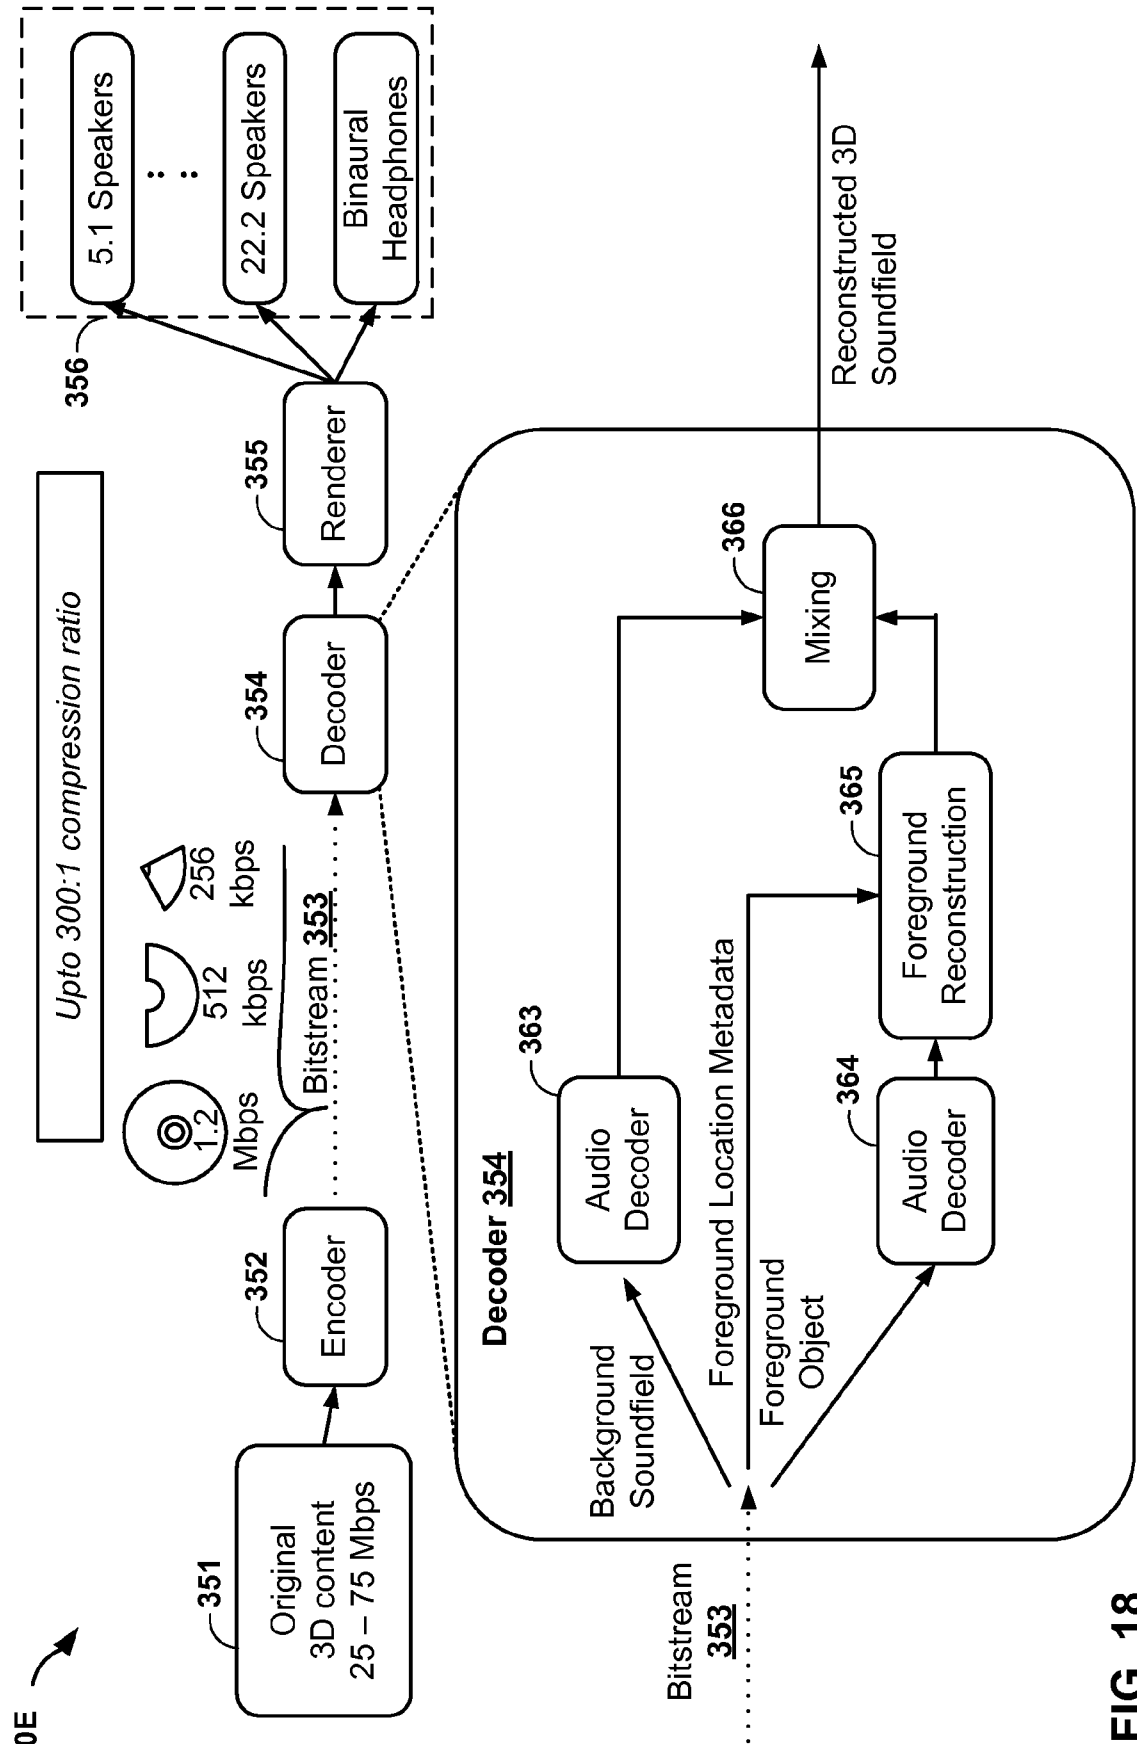 0E
Upto 300:1 compression ratio
351
Original
3D content
25 – 75 Mbps
352
Encoder
1.2
Mbps
512
kbps
256
kbps
Bitstream 353
354
Decoder
355
Renderer
356
5.1 Speakers
22.2 Speakers
Binaural
Headphones
Decoder 354
Bitstream
353
Background
Soundfield
363
Audio
Decoder
Foreground Location Metadata
Foreground
Object
364
Audio
Decoder
365
Foreground
Reconstruction
366
Mixing
Reconstructed 3D
Soundfield
FIG. 18